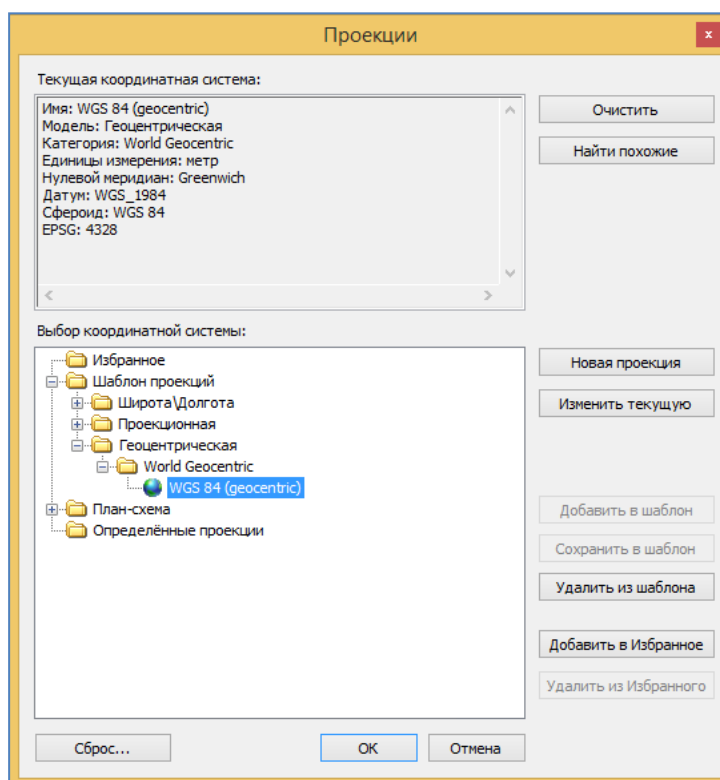 Проекции
x
Текущая координатная система:
Имя: WGS 84 (geocentric)
Модель: Геоцентрическая
Категория: World Geocentric
Единицы измерения: метр
Нулевой меридиан: Greenwich
Датум: WGS_1984
Сфероид: WGS 84
EPSG: 4328
Очистить
Найти похожие
Выбор координатной системы:
Избранное
Шаблон проекций
Широта\Долгота
Проекционная
Геоцентрическая
World Geocentric
WGS 84 (geocentric)
План-схема
Определённые проекции
Новая проекция
Изменить текущую
Добавить в шаблон
Сохранить в шаблон
Удалить из шаблона
Добавить в Избранное
Удалить из Избранного
Сброс...
OK
Отмена